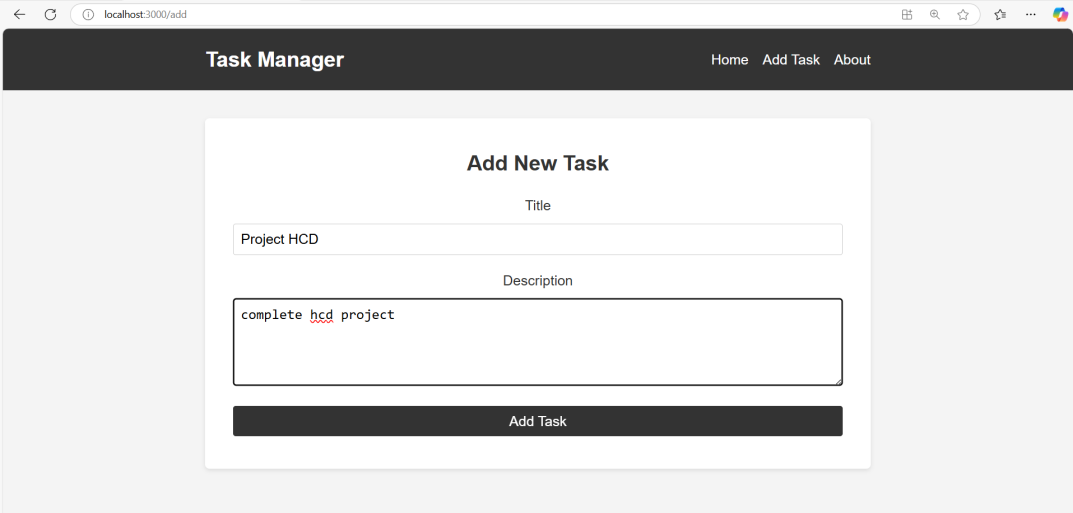 localhost:3000/add
Task Manager
Home Add Task About
Add New Task
Title
Project HCD
Description
complete hcd project
Add Task